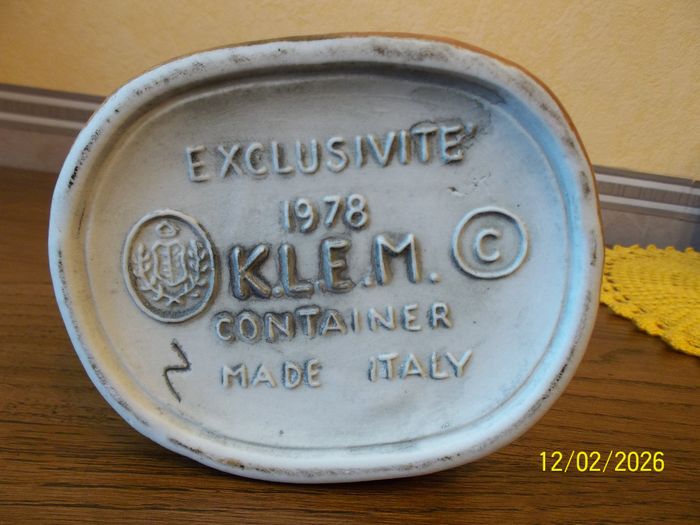 EXCLUSIVITE'
1978
K.L.E.M.
©
CONTAINER
MADE ITALY
12/02/2026